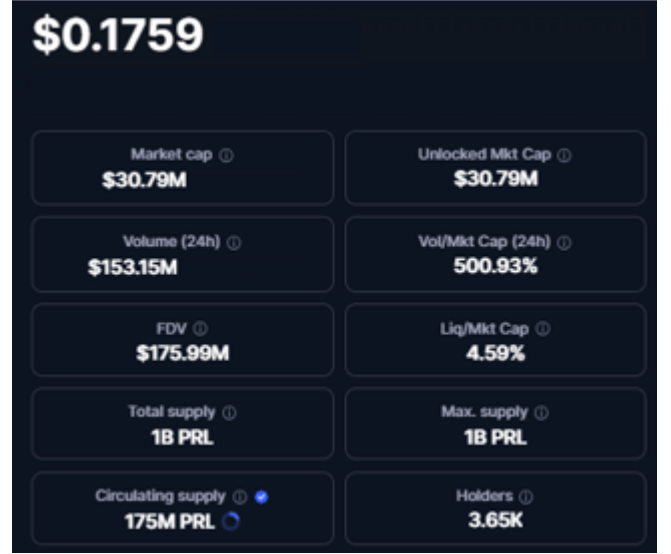 $0.1759
Market cap
$30.79M
Unlocked Mkt Cap
$30.79M
Volume (24h)
$153.15M
Vol/Mkt Cap (24h)
500.93%
FDV
$175.99M
Liq/Mkt Cap
4.59%
Total supply
1B PRL
Max. supply
1B PRL
Circulating supply
175M PRL
Holders
3.65K